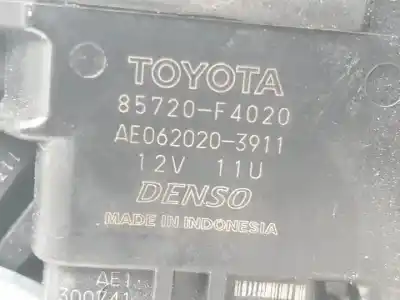 TOYOTA
85720-F4020
AE062020-3911
12V 11U
DENSO
MADE IN INDONESIA